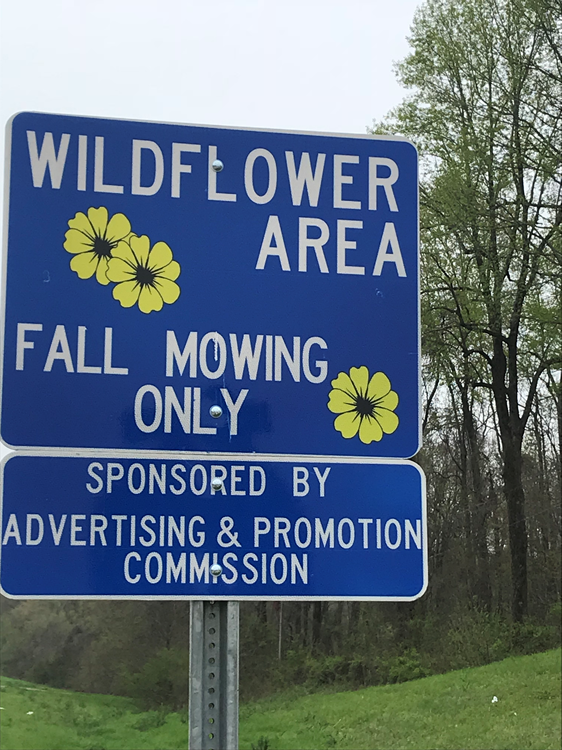 WILDFLOWER
AREA
FALL MOWING
ONLY
SPONSORED BY
ADVERTISING & PROMOTION
COMMISSION